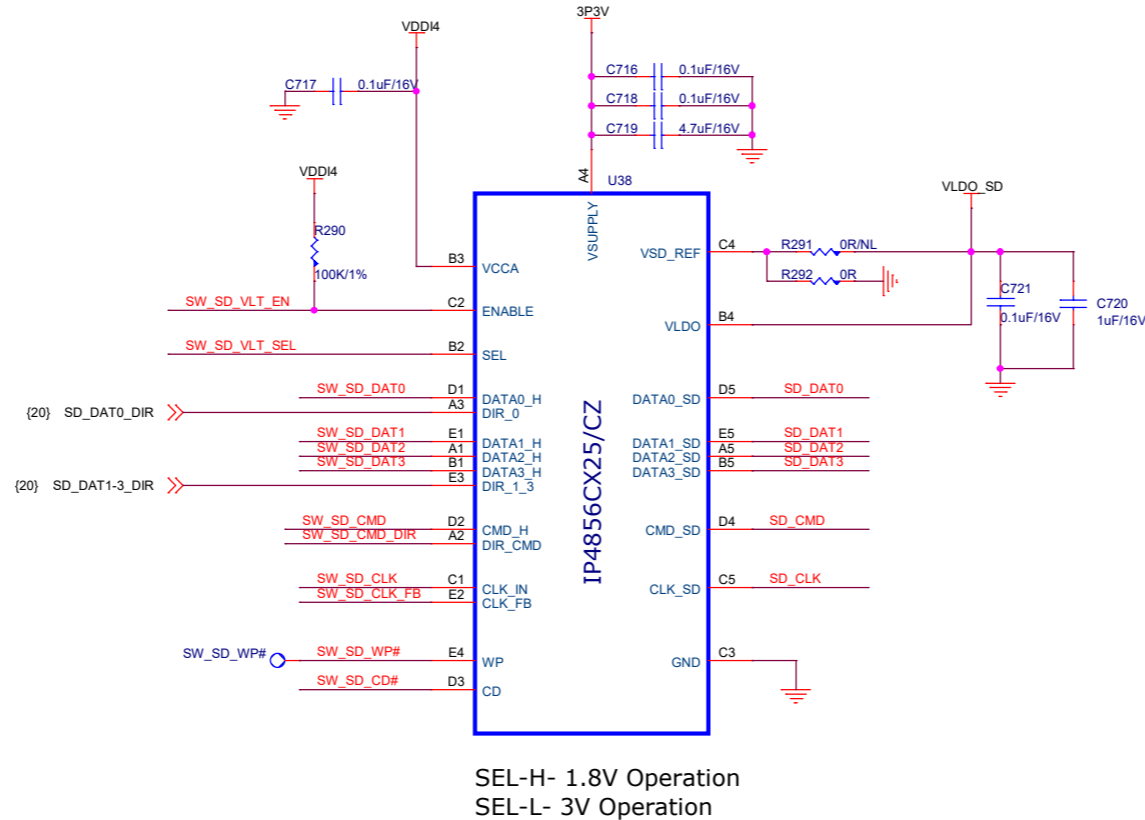 3P3V
VDDI4
C717 0.1uF/16V
C716 0.1uF/16V
C718 0.1uF/16V
C719 4.7uF/16V
VDDI4
A4 U38
VLDO_SD
R290
100K/1%
VSUPPLY
B3 VCCA
VSD_REF C4
R291 0R/NL
R292 0R
C721
0.1uF/16V
C720
1uF/16V
SW_SD_VLT_EN C2 ENABLE
VLDO B4
SW_SD_VLT_SEL B2 SEL
SW_SD_DAT0 D1 DATA0_H
DATA0_SD D5 SD_DAT0
{20} SD_DAT0_DIR A3 DIR_0
SW_SD_DAT1 E1 DATA1_H
DATA1_SD E5 SD_DAT1
SW_SD_DAT2 A1 DATA2_H
DATA2_SD A5 SD_DAT2
SW_SD_DAT3 B1 DATA3_H
DATA3_SD B5 SD_DAT3
{20} SD_DAT1-3_DIR E3 DIR_1_3
IP4856CX25/CZ
SW_SD_CMD D2 CMD_H
CMD_SD D4 SD_CMD
SW_SD_CMD_DIR A2 DIR_CMD
SW_SD_CLK C1 CLK_IN
CLK_SD C5 SD_CLK
SW_SD_CLK_FB E2 CLK_FB
SW_SD_WP# SW_SD_WP# E4 WP
GND C3
SW_SD_CD# D3 CD
SEL-H- 1.8V Operation
SEL-L- 3V Operation